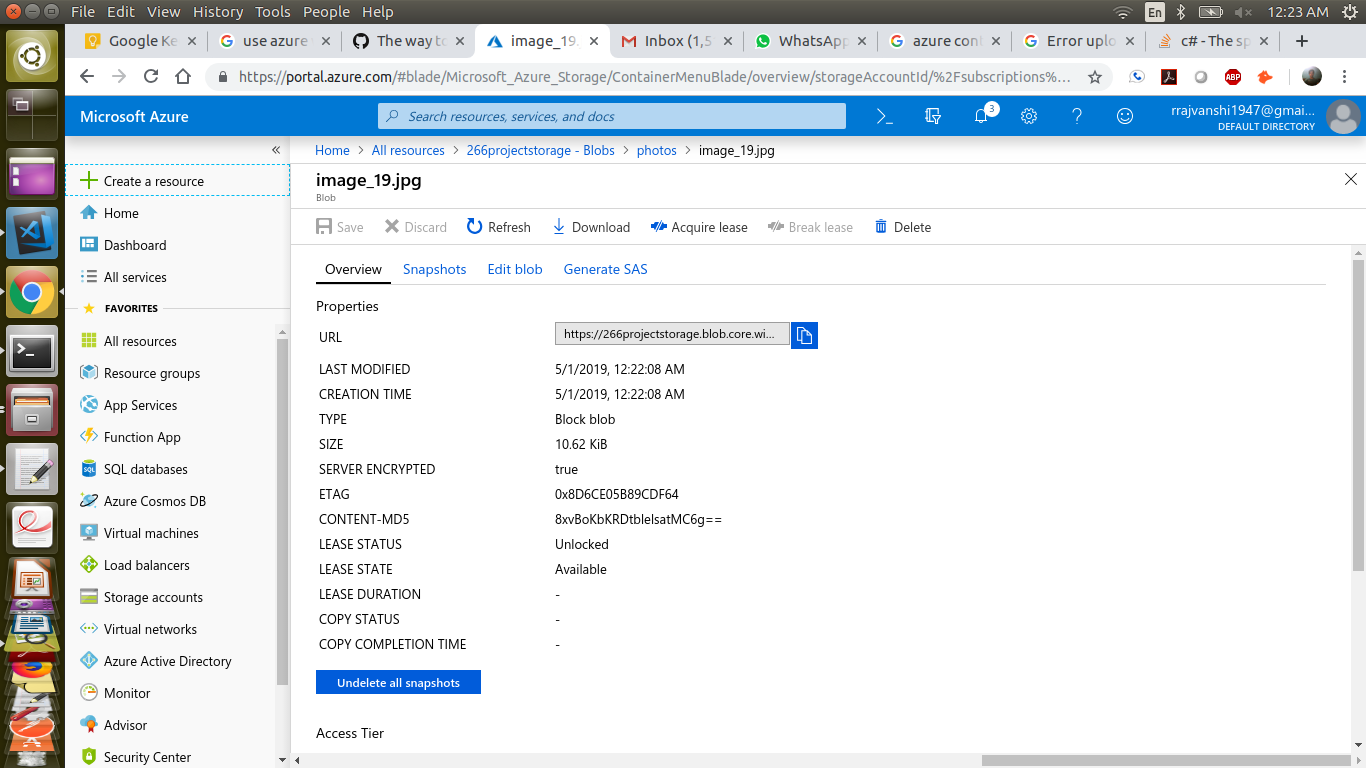 File Edit View History Tools People Help
En
12:23 AM
Google Ke
use azure
The way to
image_19.
Inbox (1,5
WhatsApp
azure con
Error uplo
c# - The sp
https://portal.azure.com/#blade/Microsoft_Azure_Storage/ContainerMenuBlade/overview/storageAccountId/%2Fsubscriptions%...
ABP
Microsoft Azure
Search resources, services, and docs
3
rrajvanshi1947@gmai...
DEFAULT DIRECTORY
«
Create a resource
Home
Dashboard
All services
FAVORITES
All resources
Resource groups
App Services
Function App
SQL databases
Azure Cosmos DB
Virtual machines
Load balancers
Storage accounts
Virtual networks
Azure Active Directory
Monitor
Advisor
Security Center
Home > All resources > 266projectstorage - Blobs > photos > image_19.jpg
image_19.jpg
Blob
Save Discard Refresh Download Acquire lease Break lease Delete
Overview Snapshots Edit blob Generate SAS
Properties
URL https://266projectstorage.blob.core.wi...
LAST MODIFIED 5/1/2019, 12:22:08 AM
CREATION TIME 5/1/2019, 12:22:08 AM
TYPE Block blob
SIZE 10.62 KiB
SERVER ENCRYPTED true
ETAG 0x8D6CE05B89CDF64
CONTENT-MD5 8xvBoKbKRDtbleIsatMC6g==
LEASE STATUS Unlocked
LEASE STATE Available
LEASE DURATION -
COPY STATUS -
COPY COMPLETION TIME -
Undelete all snapshots
Access Tier